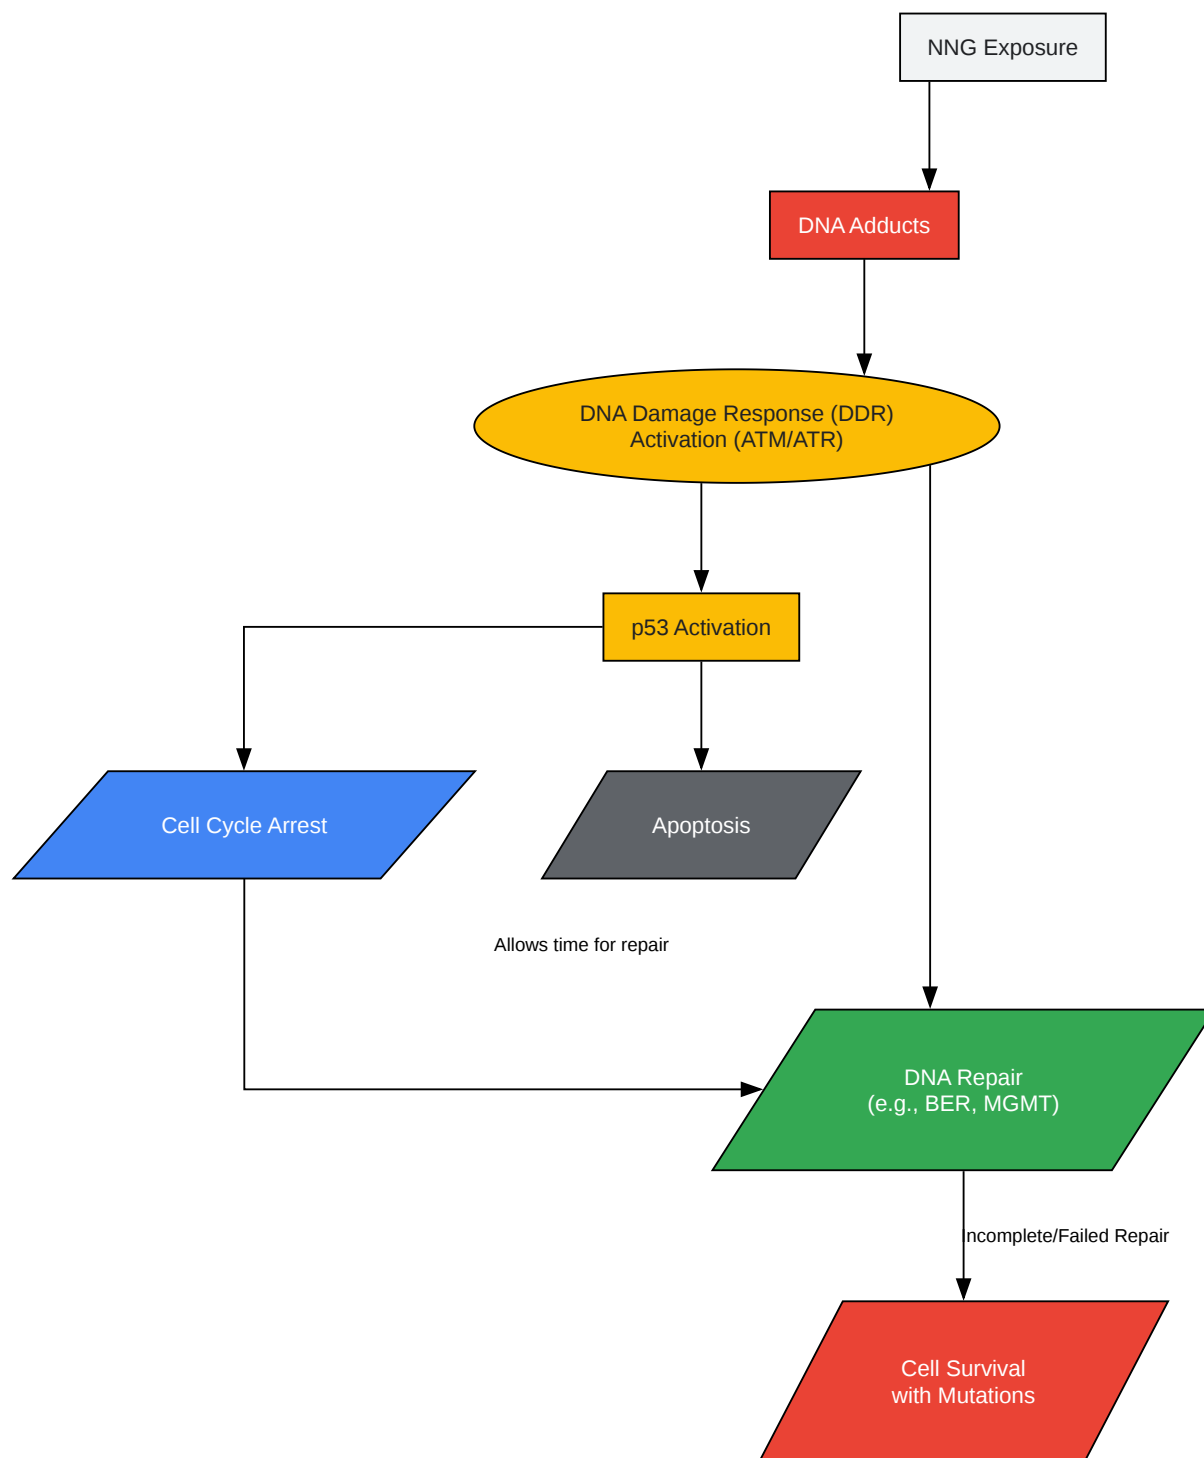 NNG Exposure
DNA Adducts
DNA Damage Response (DDR)
Activation (ATM/ATR)
p53 Activation
Cell Cycle Arrest
Apoptosis
Allows time for repair
DNA Repair
(e.g., BER, MGMT)
Incomplete/Failed Repair
Cell Survival
with Mutations